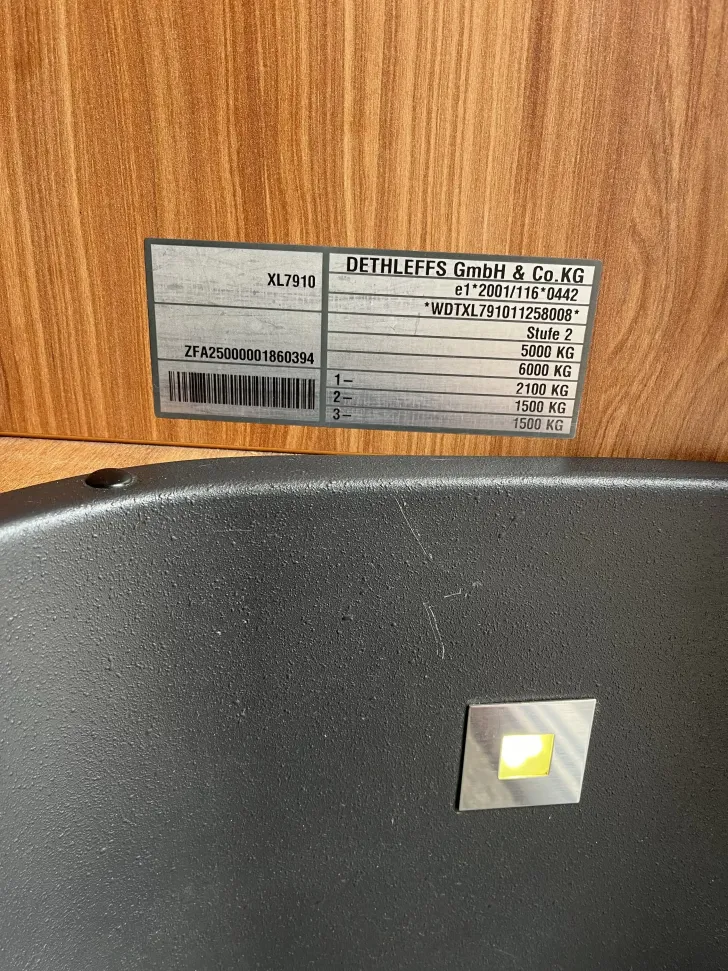 XL7910
ZFA25000001860394
DETHLEFFS GmbH & Co.KG
e1*2001/116*0442
*WDTXL791011258008*
Stufe 2
5000 KG
6000 KG
1– 2100 KG
2– 1500 KG
3– 1500 KG